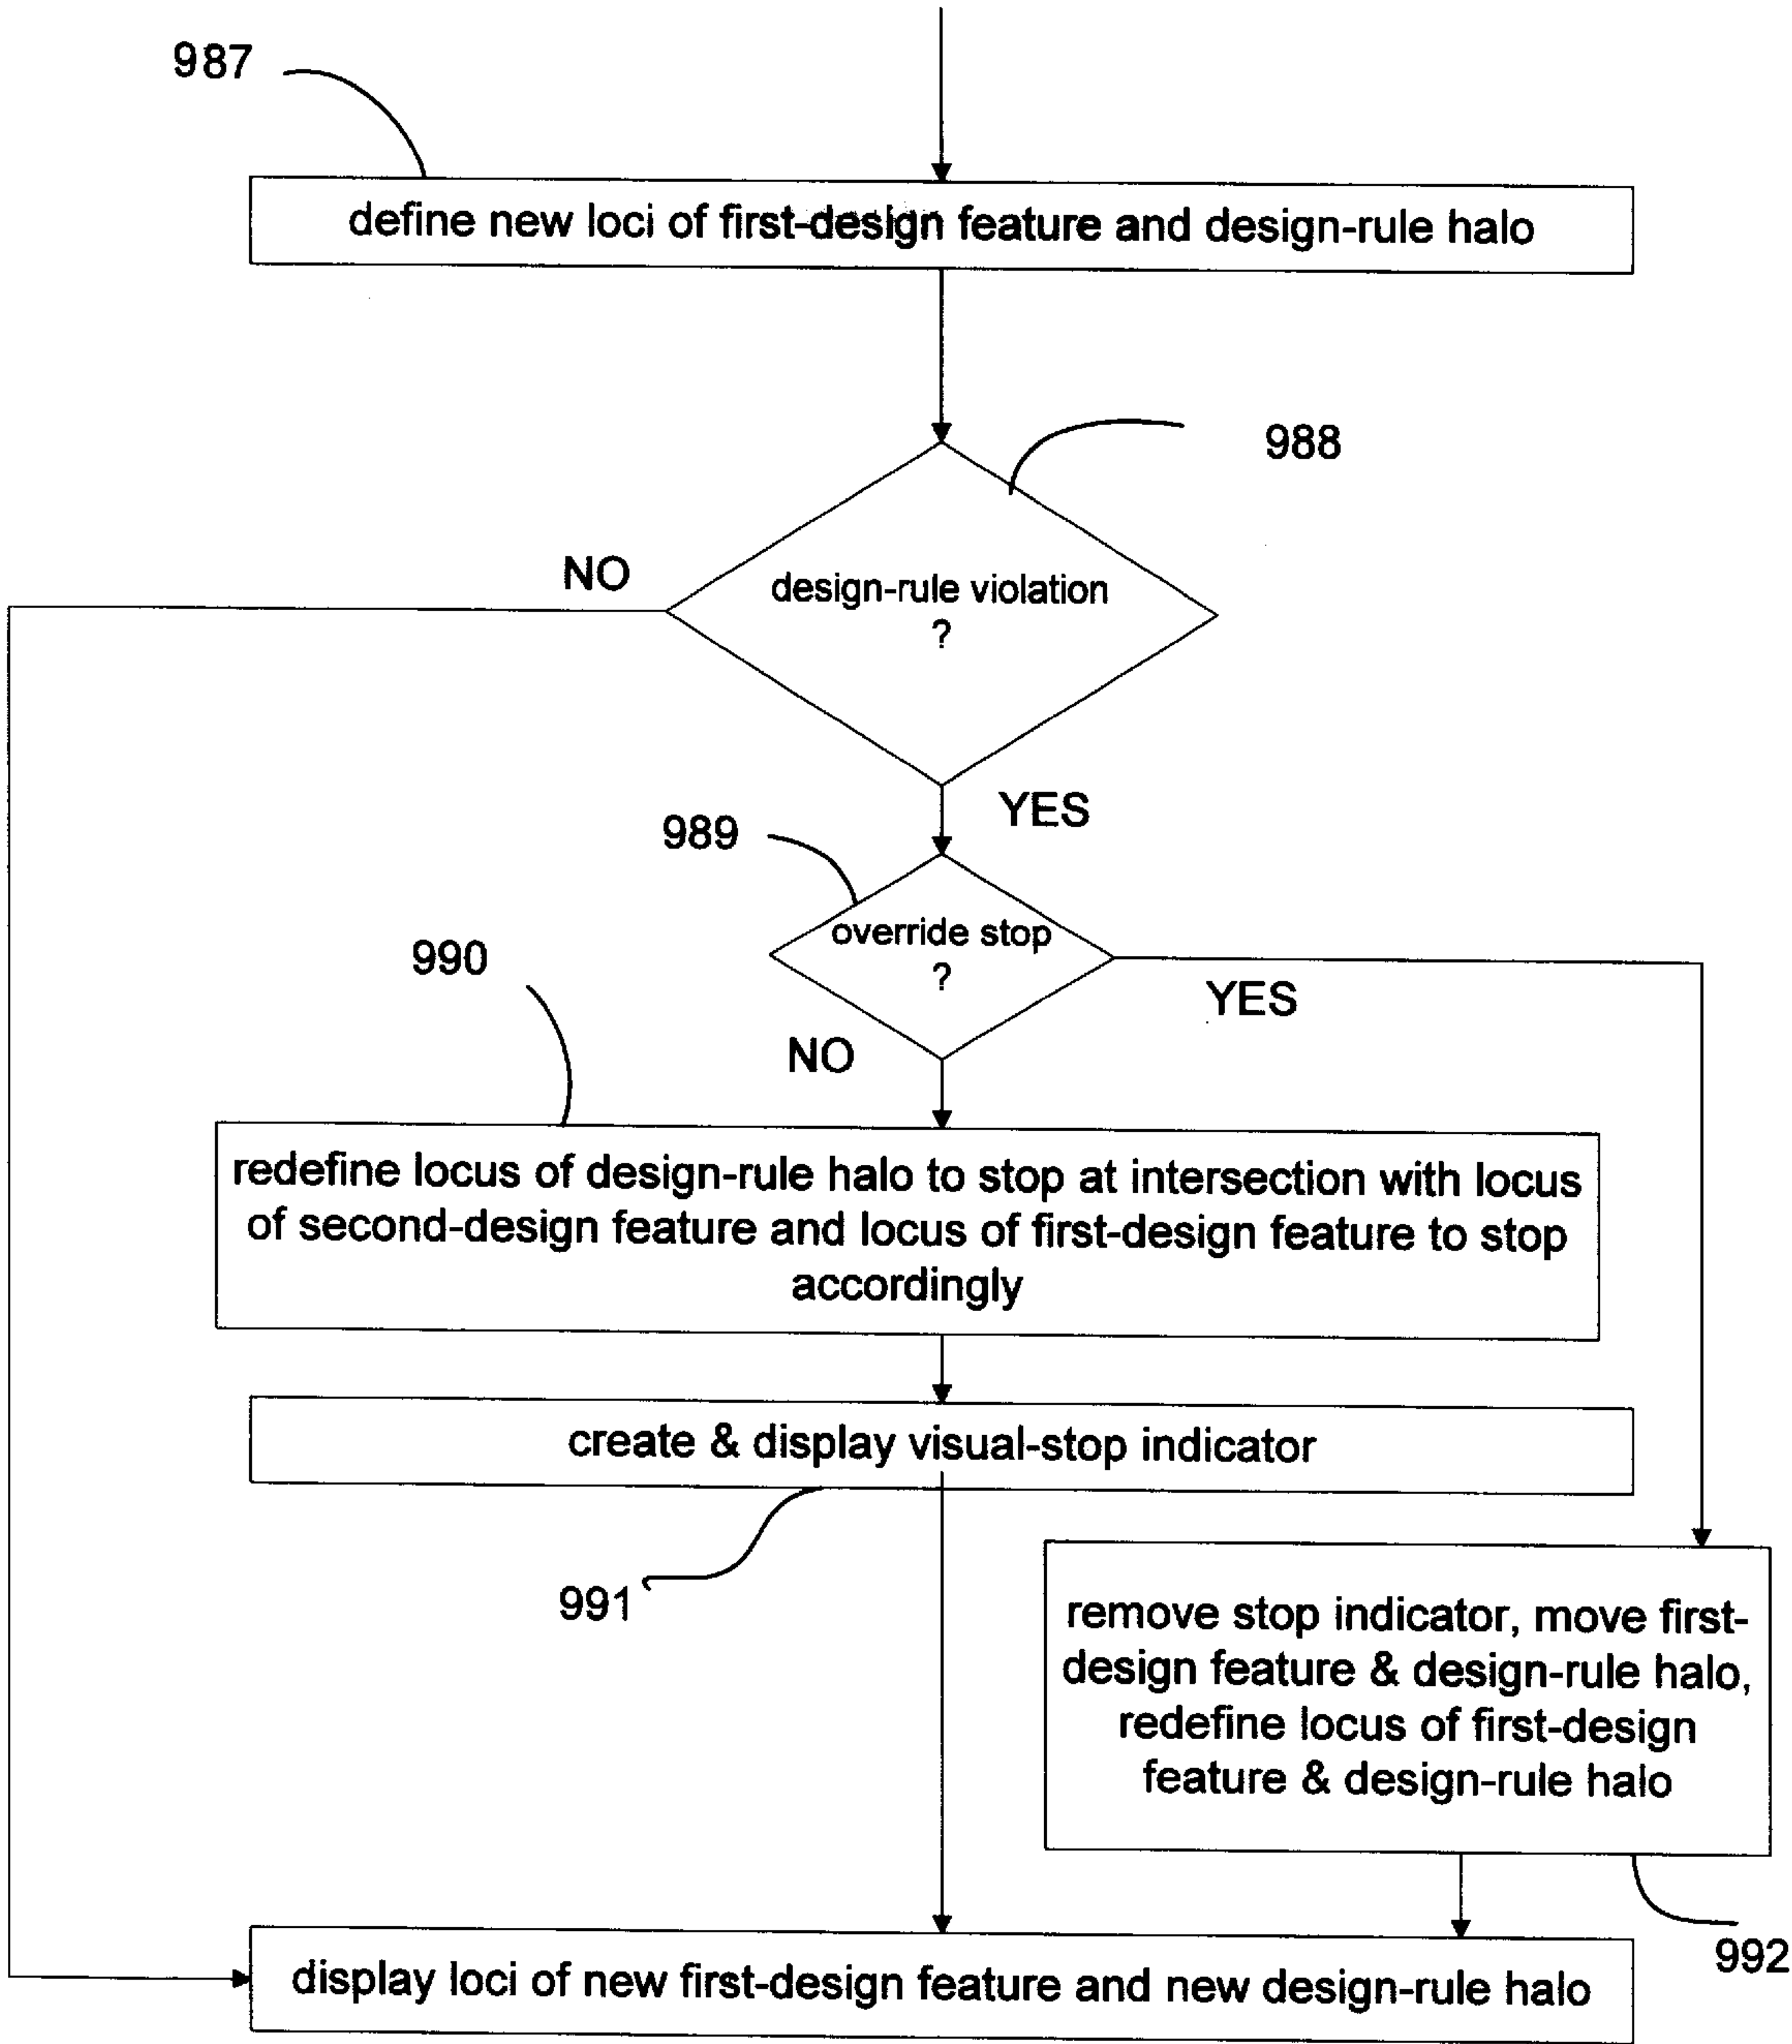 987
define new loci of first-design feature and design-rule halo
988
NO
design-rule violation
?
YES
989
override stop
?
990
YES
NO
redefine locus of design-rule halo to stop at intersection with locus
of second-design feature and locus of first-design feature to stop
accordingly
create & display visual-stop indicator
991
remove stop indicator, move first-
design feature & design-rule halo,
redefine locus of first-design
feature & design-rule halo
992
display loci of new first-design feature and new design-rule halo